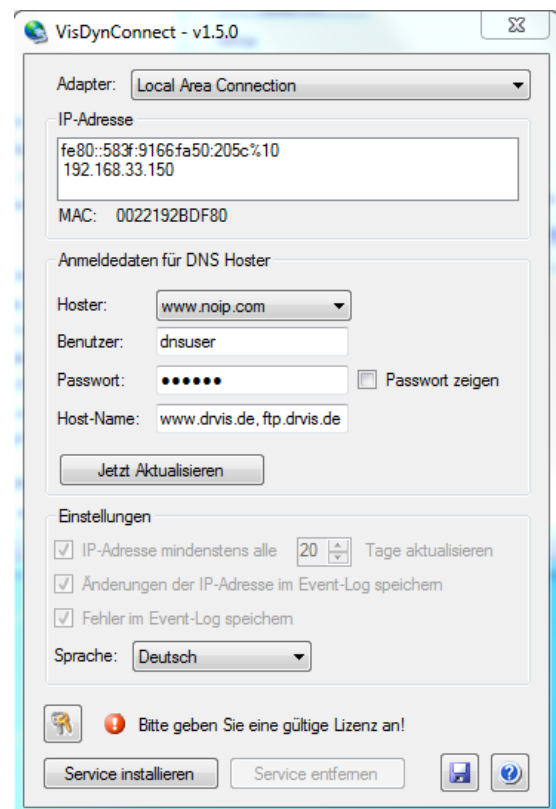 VisDynConnect - v1.5.0
Adapter: Local Area Connection
IP-Adresse
fe80::583f:9166:fa50:205c%10
192.168.33.150
MAC: 0022192BDF80
Anmeldedaten für DNS Hoster
Hoster: www.noip.com
Benutzer: dnsuser
Passwort: ●●●●●● Passwort zeigen
Host-Name: www.drvis.de, ftp.drvis.de
Jetzt Aktualisieren
Einstellungen
IP-Adresse mindenstens alle 20 Tage aktualisieren
Änderungen der IP-Adresse im Event-Log speichern
Fehler im Event-Log speichern
Sprache: Deutsch
Bitte geben Sie eine gültige Lizenz an!
Service installieren Service entfernen